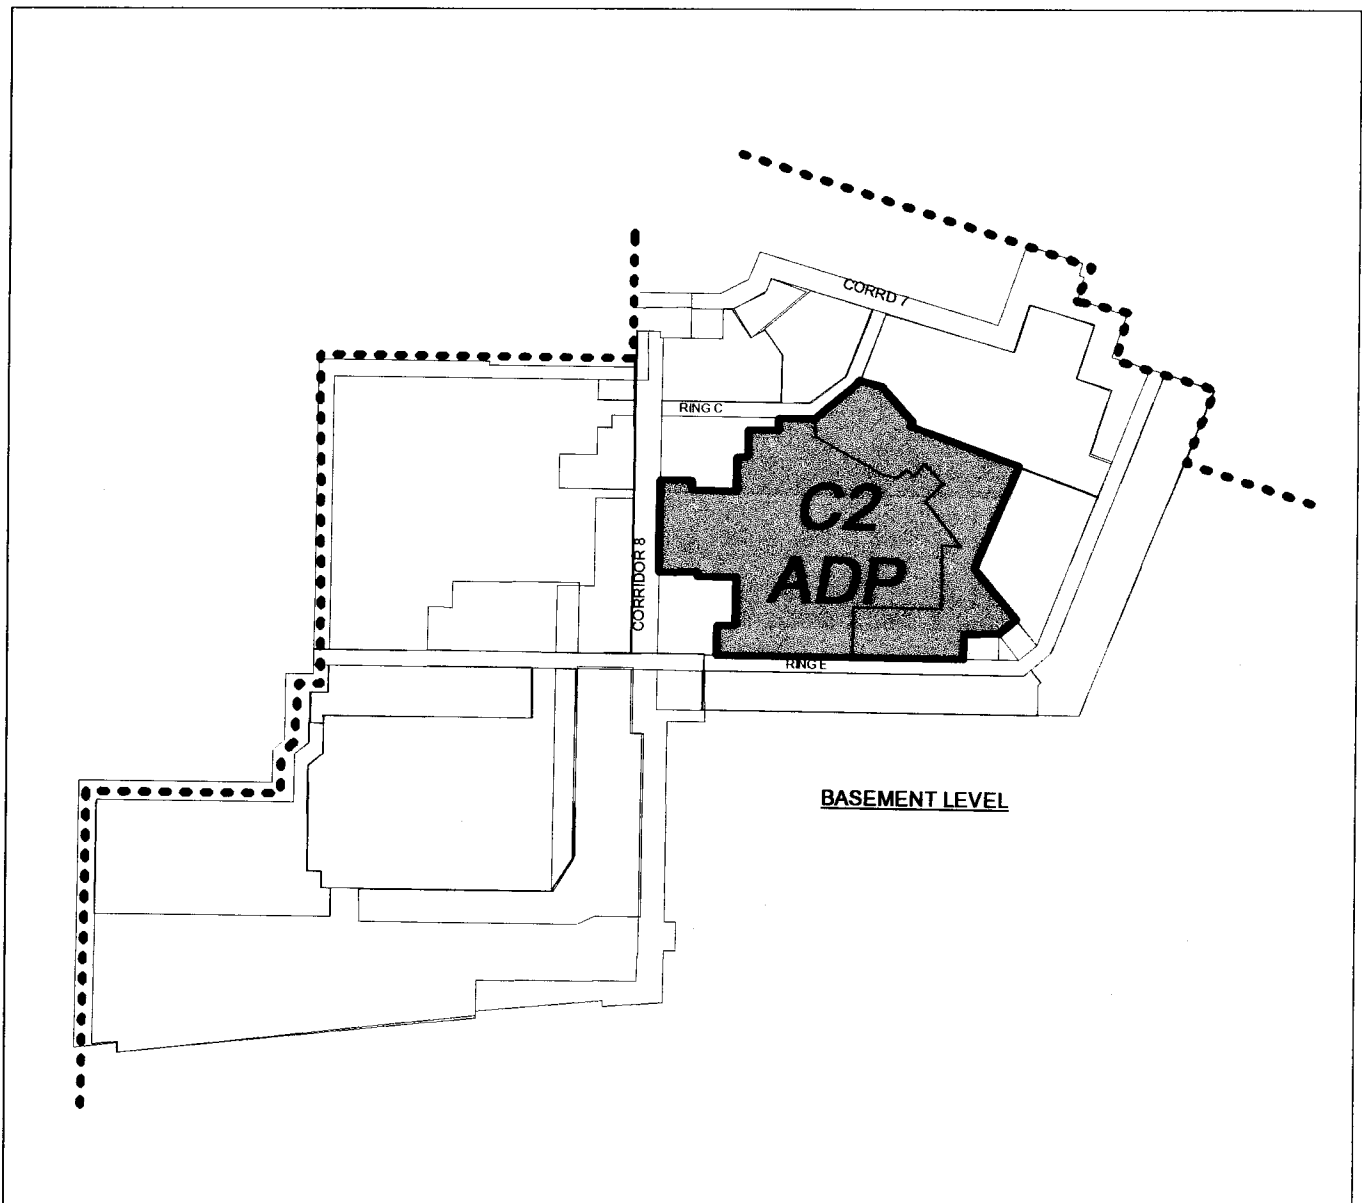 CORRD 7
RING C
C2
ADP
CORRIDOR 8
RING E
BASEMENT LEVEL